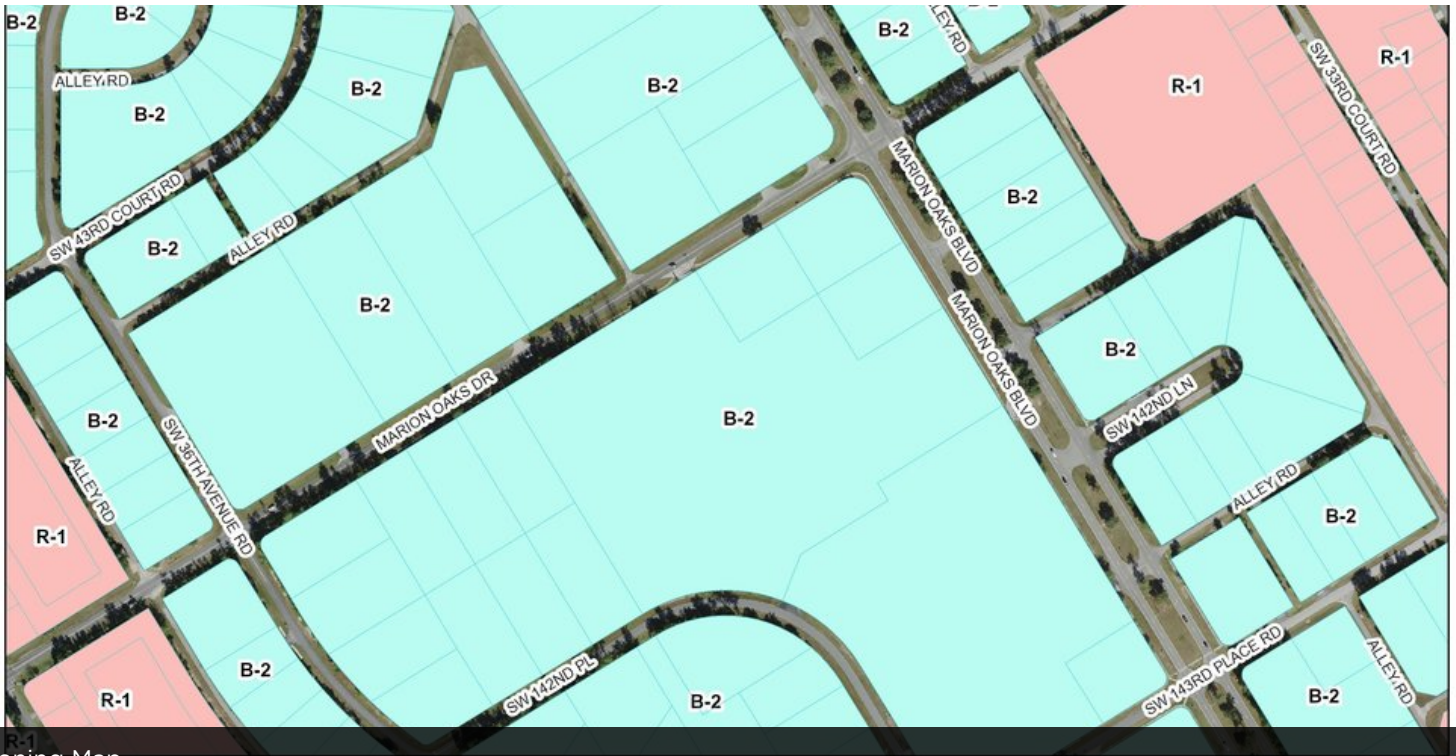 B-2
B-2
B-2
ALLEY RD
SW 33RD COURT RD
R-1
ALLEY RD
B-2
B-2
B-2
R-1
B-2
MARION OAKS BLVD
B-2
SW 43RD COURT RD
B-2
ALLEY RD
B-2
MARION OAKS BLVD
B-2
SW 142ND LN
MARION OAKS DR
B-2
B-2
SW 36TH AVENUE RD
ALLEY RD
ALLEY RD
B-2
R-1
B-2
SW 142ND PL
SW 143RD PLACE RD
ALLEY RD
R-1
B-2
B-2
R-1